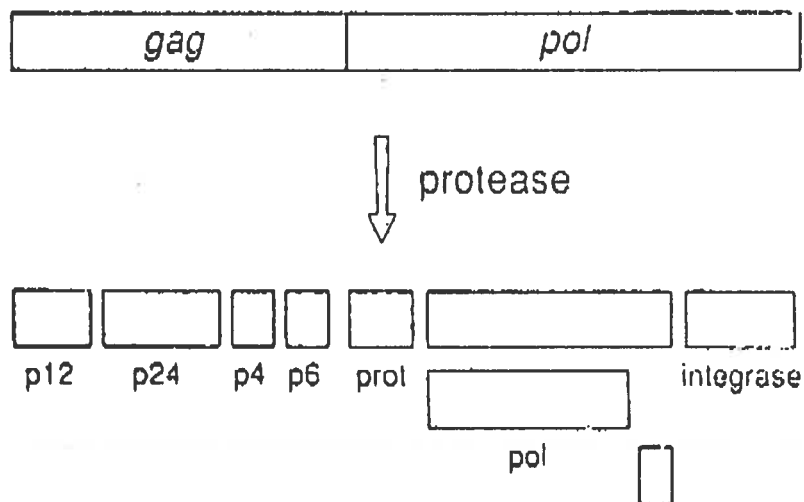 gag pol
protease
p12 p24 p4 p6 prot integrase
pol